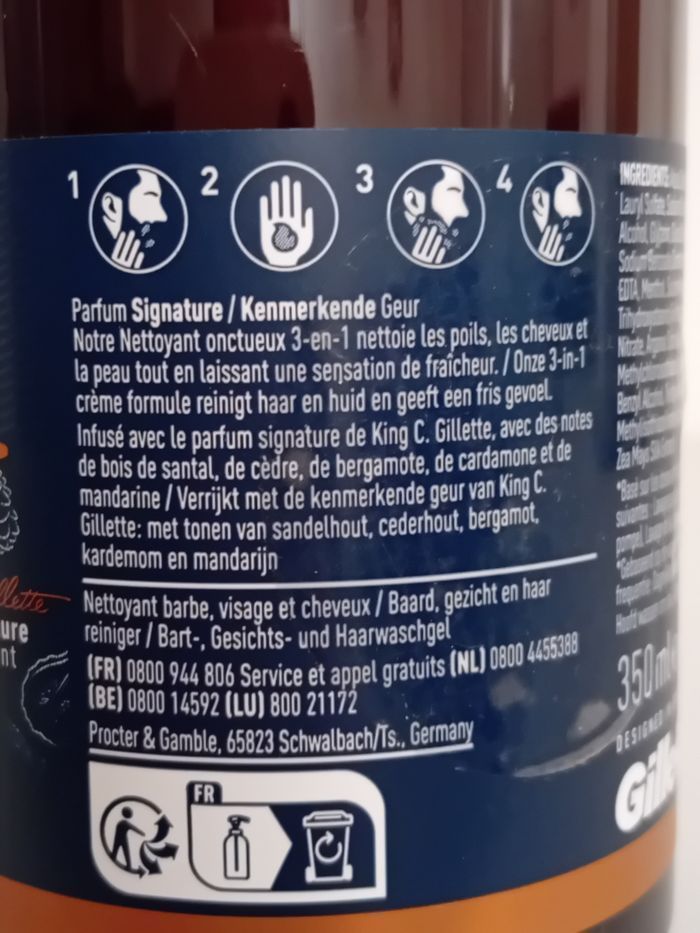 1 2 3 4
Parfum Signature / Kenmerkende Geur
Notre Nettoyant onctueux 3-en-1 nettoie les poils, les cheveux et
la peau tout en laissant une sensation de fraîcheur. / Onze 3-in-1
crème formule reinigt haar en huid en geeft een fris gevoel.
Infusé avec le parfum signature de King C. Gillette, avec des notes
de bois de santal, de cèdre, de bergamote, de cardamone et de
mandarine / Verrijkt met de kenmerkende geur van King C.
Gillette: met tonen van sandelhout, cederhout, bergamot,
kardemom en mandarijn
Nettoyant barbe, visage et cheveux / Baard, gezicht en haar
reiniger / Bart-, Gesichts- und Haarwaschgel
(FR) 0800 944 806 Service et appel gratuits (NL) 0800 4455388
(BE) 0800 14592 (LU) 800 21172
Procter & Gamble, 65823 Schwalbach/Ts., Germany
FR
INGREDIENTS
Alcohol,
EDTA,
Nitrate,
350 ml